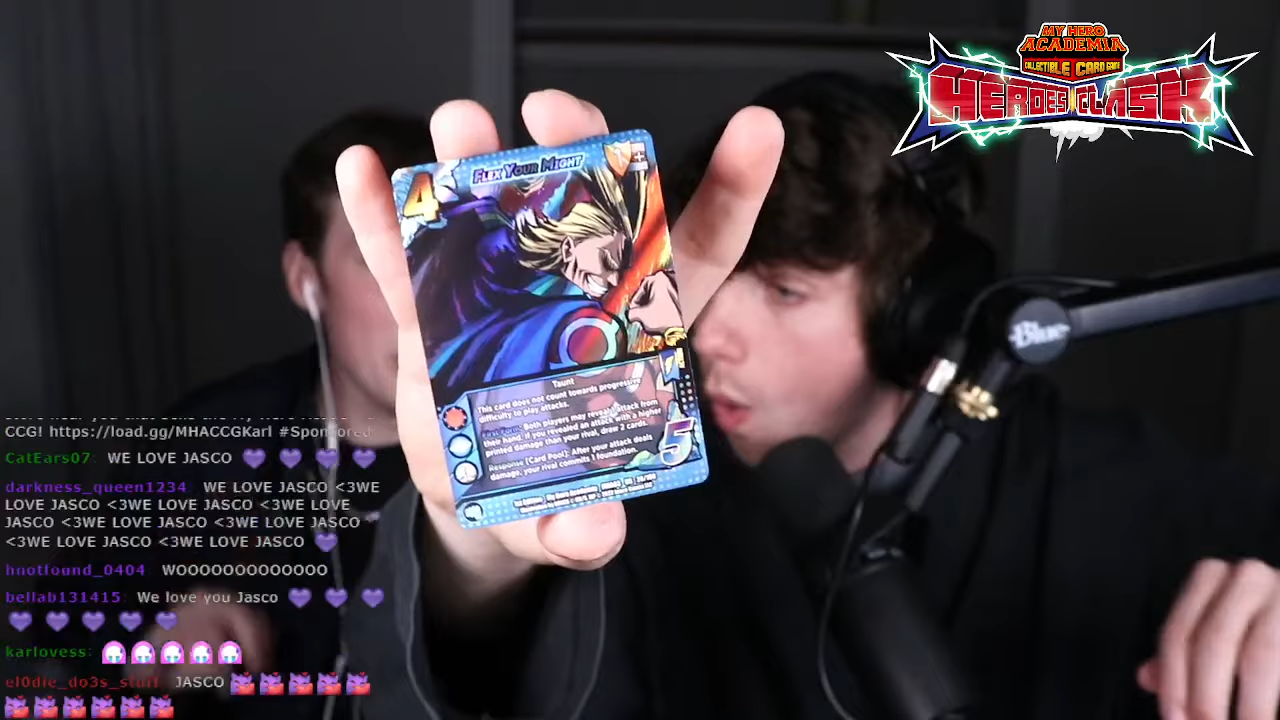 MY HERO
ACADEMIA
COLLECTIBLE CARD GAME
HEROES CLASH
FLEX YOUR MIGHT
4
Taunt
This card does not count towards progressive
difficulty to play attacks.
Both players may reveal 1 attack from
their hand. If you revealed an attack with a higher
printed damage than your rival, draw 2 cards.
Response [Card Pool]: After your attack deals
damage, your rival commits 1 foundation.
5
Blue
CCG! https://load.gg/MHACCGKarl #Sponsored
CatEars07: WE LOVE JASCO
darkness_queen1234: WE LOVE JASCO <3WE
LOVE JASCO <3WE LOVE JASCO <3WE LOVE
JASCO <3WE LOVE JASCO <3WE LOVE JASCO
<3WE LOVE JASCO <3WE LOVE JASCO
hnotfound_0404: WOOOOOOOOOOOOO
bellab131415: We love you Jasco
karlovess:
el0die_do3s_stuff: JASCO